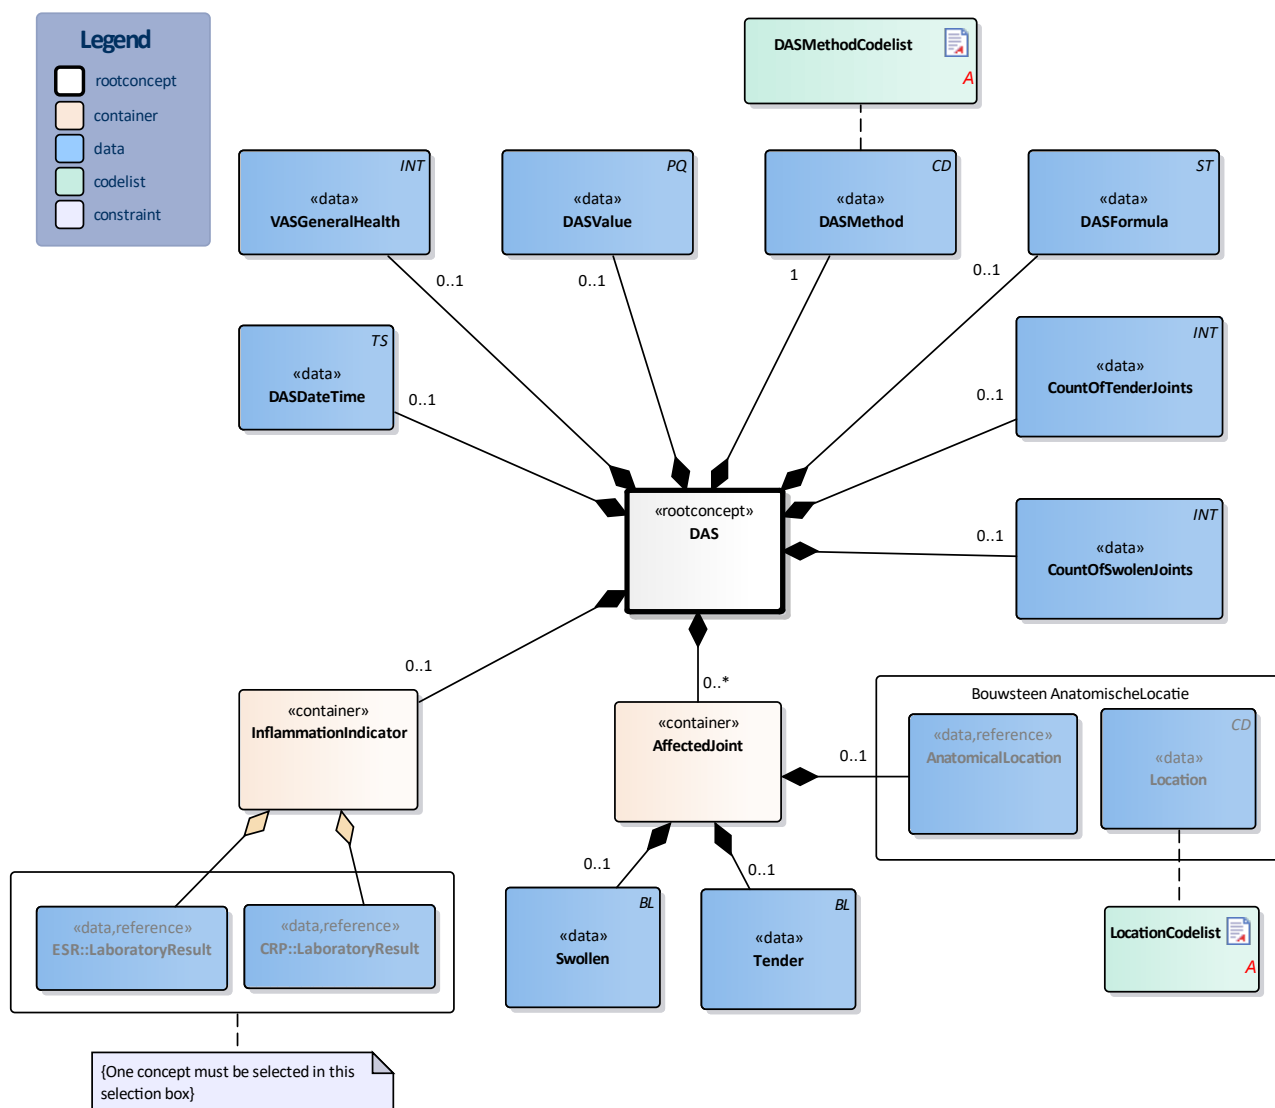 Legend
rootconcept
container
data
codelist
constraint
DASMethodCodelist
A
INT
«data»
VASGeneralHealth
PQ
«data»
DASValue
CD
«data»
DASMethod
ST
«data»
DASFormula
0..1
0..1
1
0..1
TS
«data»
DASDateTime
0..1
INT
«data»
CountOfTenderJoints
0..1
«rootconcept»
DAS
INT
«data»
CountOfSwolenJoints
0..1
0..1
0..*
«container»
InflammationIndicator
«container»
AffectedJoint
0..1
Bouwsteen AnatomischeLocatie
«data,reference»
AnatomicalLocation
CD
«data»
Location
0..1
0..1
«data,reference»
ESR::LaboratoryResult
«data,reference»
CRP::LaboratoryResult
BL
«data»
Swollen
BL
«data»
Tender
LocationCodelist
A
{One concept must be selected in this
selection box}